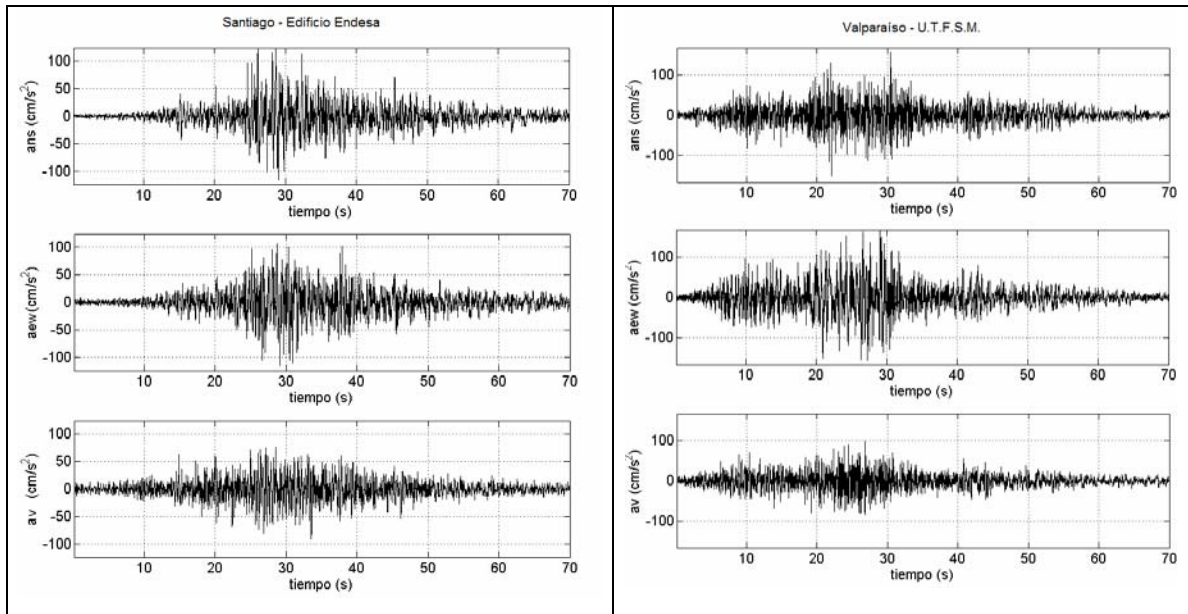 Santiago - Edificio Endesa
100
50
0
-50
-100
ans (cm/s²)
10 20 30 40 50 60 70
tiempo (s)
100
50
0
-50
-100
aew (cm/s²)
10 20 30 40 50 60 70
tiempo (s)
100
50
0
-50
-100
av (cm/s²)
10 20 30 40 50 60 70
tiempo (s)
Valparaíso - U.T.F.S.M.
100
0
-100
ans (cm/s²)
10 20 30 40 50 60 70
tiempo (s)
100
0
-100
aew (cm/s²)
10 20 30 40 50 60 70
tiempo (s)
100
0
-100
av (cm/s²)
10 20 30 40 50 60 70
tiempo (s)